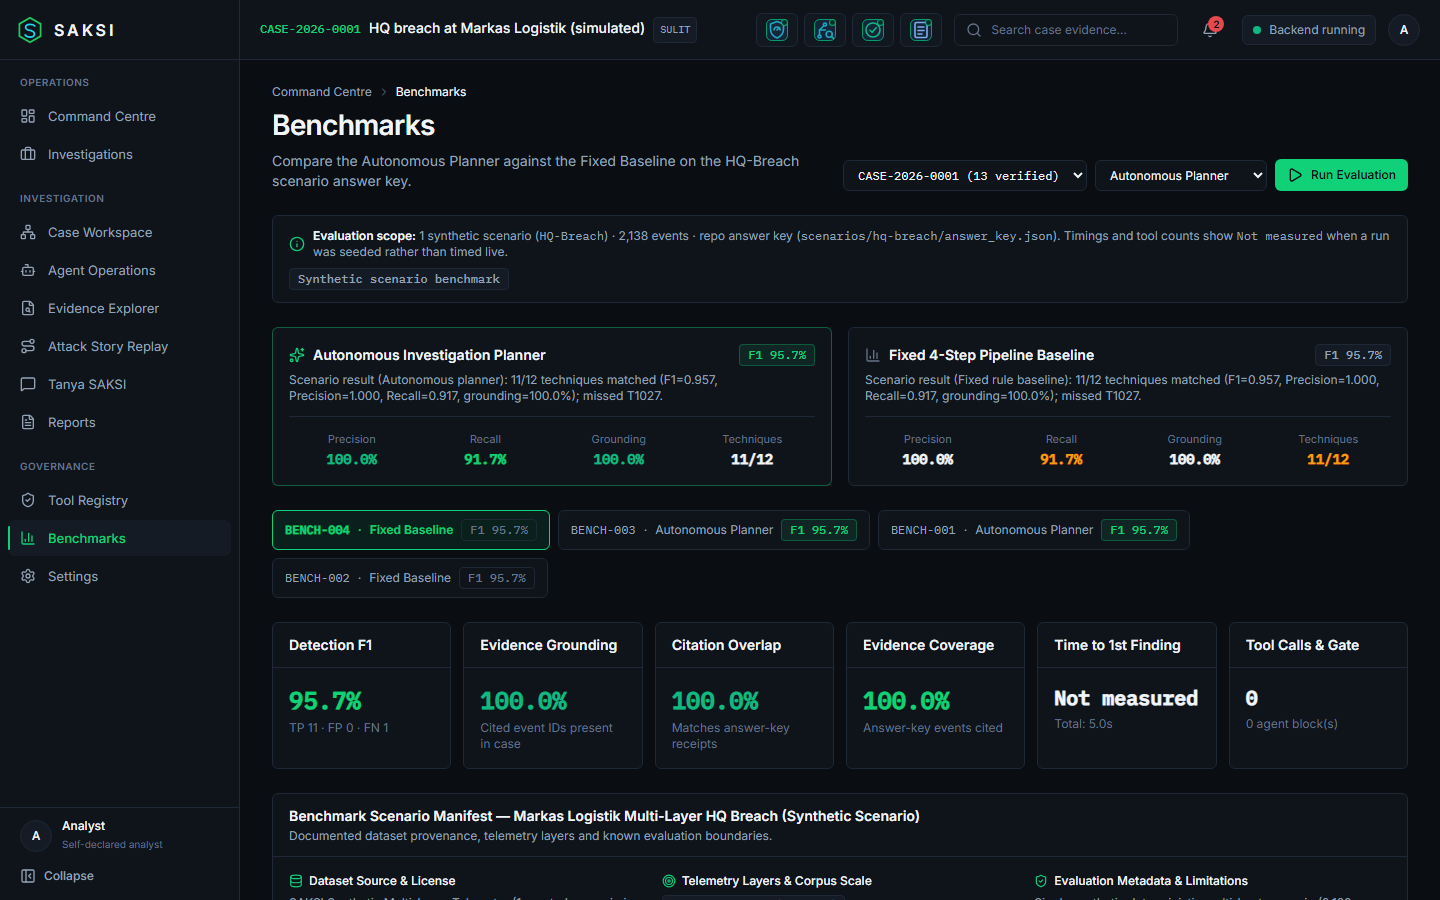 SAKSI
CASE-2026-0001 HQ breach at Markas Logistik (simulated) SULIT
Search case evidence...
2
Backend running
A
OPERATIONS
Command Centre
Investigations
INVESTIGATION
Case Workspace
Agent Operations
Evidence Explorer
Attack Story Replay
Tanya SAKSI
Reports
GOVERNANCE
Tool Registry
Benchmarks
Settings
A
Analyst
Self-declared analyst
Collapse
Command Centre > Benchmarks
Benchmarks
Compare the Autonomous Planner against the Fixed Baseline on the HQ-Breach
scenario answer key.
CASE-2026-0001 (13 verified)
Autonomous Planner
Run Evaluation
Evaluation scope: 1 synthetic scenario (HQ-Breach) · 2,138 events · repo answer key (scenarios/hq-breach/answer_key.json). Timings and tool counts show Not measured when a run
was seeded rather than timed live.
Synthetic scenario benchmark
Autonomous Investigation Planner
F1 95.7%
Scenario result (Autonomous planner): 11/12 techniques matched (F1=0.957,
Precision=1.000, Recall=0.917, grounding=100.0%); missed T1027.
Precision Recall Grounding Techniques
100.0% 91.7% 100.0% 11/12
Fixed 4-Step Pipeline Baseline
F1 95.7%
Scenario result (Fixed rule baseline): 11/12 techniques matched (F1=0.957, Precision=1.000,
Recall=0.917, grounding=100.0%); missed T1027.
Precision Recall Grounding Techniques
100.0% 91.7% 100.0% 11/12
BENCH-004 · Fixed Baseline F1 95.7%
BENCH-003 · Autonomous Planner F1 95.7%
BENCH-001 · Autonomous Planner F1 95.7%
BENCH-002 · Fixed Baseline F1 95.7%
Detection F1
95.7%
TP 11 · FP 0 · FN 1
Evidence Grounding
100.0%
Cited event IDs present
in case
Citation Overlap
100.0%
Matches answer-key
receipts
Evidence Coverage
100.0%
Answer-key events cited
Time to 1st Finding
Not measured
Total: 5.0s
Tool Calls & Gate
0
0 agent block(s)
Benchmark Scenario Manifest — Markas Logistik Multi-Layer HQ Breach (Synthetic Scenario)
Documented dataset provenance, telemetry layers and known evaluation boundaries.
Dataset Source & License
Telemetry Layers & Corpus Scale
Evaluation Metadata & Limitations